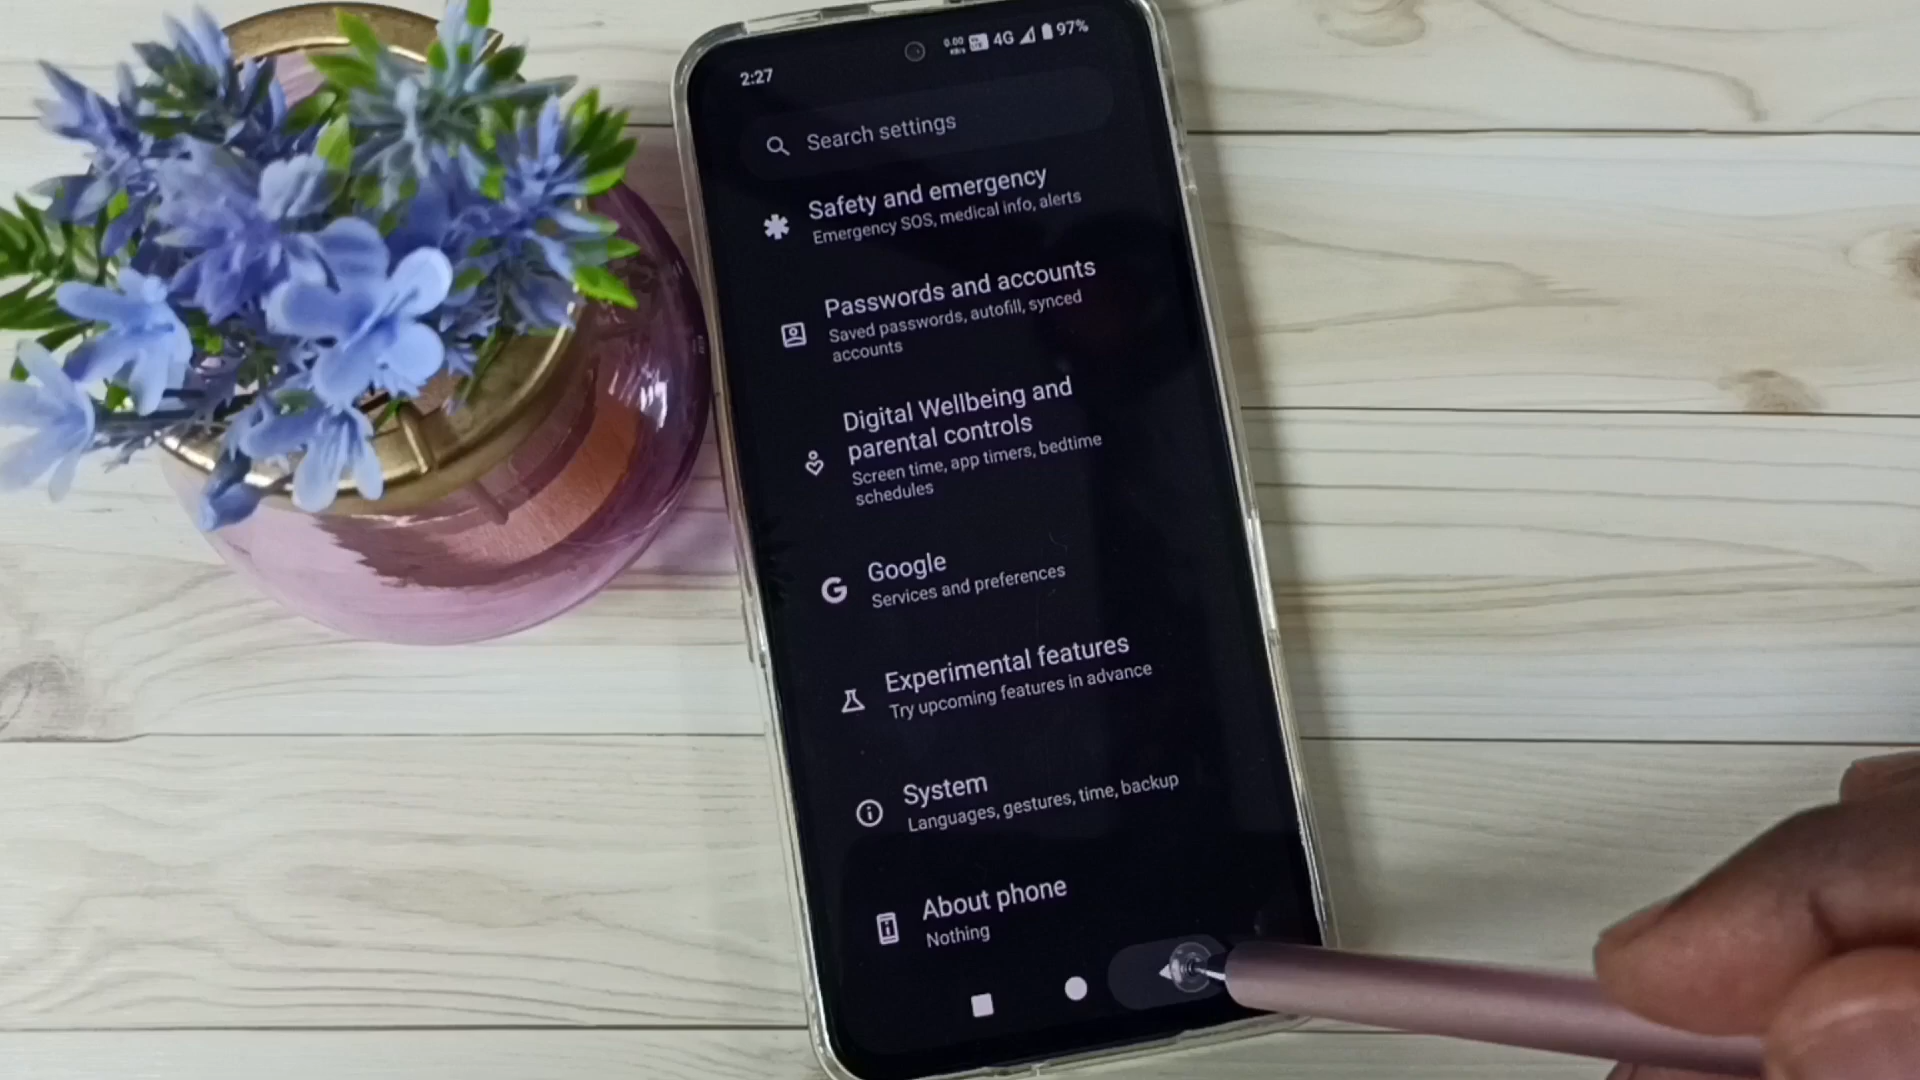 2:27
0.00
4G
97%
Search settings
Safety and emergency
Emergency SOS, medical info, alerts
Passwords and accounts
Saved passwords, autofill, synced
accounts
Digital Wellbeing and
parental controls
Screen time, app timers, bedtime
schedules
Google
Services and preferences
Experimental features
Try upcoming features in advance
System
Languages, gestures, time, backup
About phone
Nothing